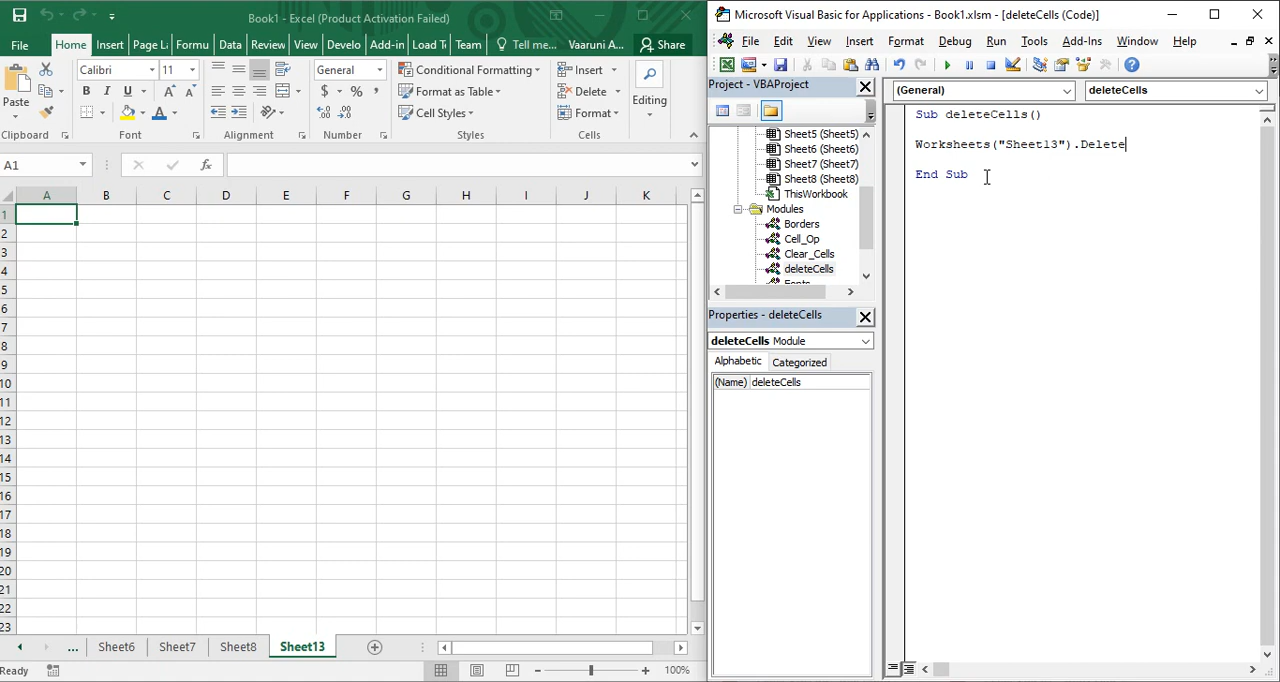 Book1 - Excel (Product Activation Failed)
File Home Insert Page L Formu Data Review View Develo Add-in Load T Team Tell me... Vaaruni A... Share
Paste
Clipboard
Calibri 11
B I U
A A
Font
Alignment
General
$ % ,
Number
Conditional Formatting
Format as Table
Cell Styles
Styles
Insert
Delete
Format
Cells
Editing
A1 fx
A B C D E F G H I J K
1
2
3
4
5
6
7
8
9
10
11
12
13
14
15
16
17
18
19
20
21
22
23
... Sheet6 Sheet7 Sheet8 Sheet13
Ready 100%
Microsoft Visual Basic for Applications - Book1.xlsm - [deleteCells (Code)]
File Edit View Insert Format Debug Run Tools Add-Ins Window Help
Project - VBAProject
Sheet5 (Sheet5)
Sheet6 (Sheet6)
Sheet7 (Sheet7)
Sheet8 (Sheet8)
ThisWorkbook
Modules
Borders
Cell_Op
Clear_Cells
deleteCells
Properties - deleteCells
deleteCells Module
Alphabetic Categorized
(Name) deleteCells
(General) deleteCells
Sub deleteCells()
Worksheets("Sheet13").Delete
End Sub